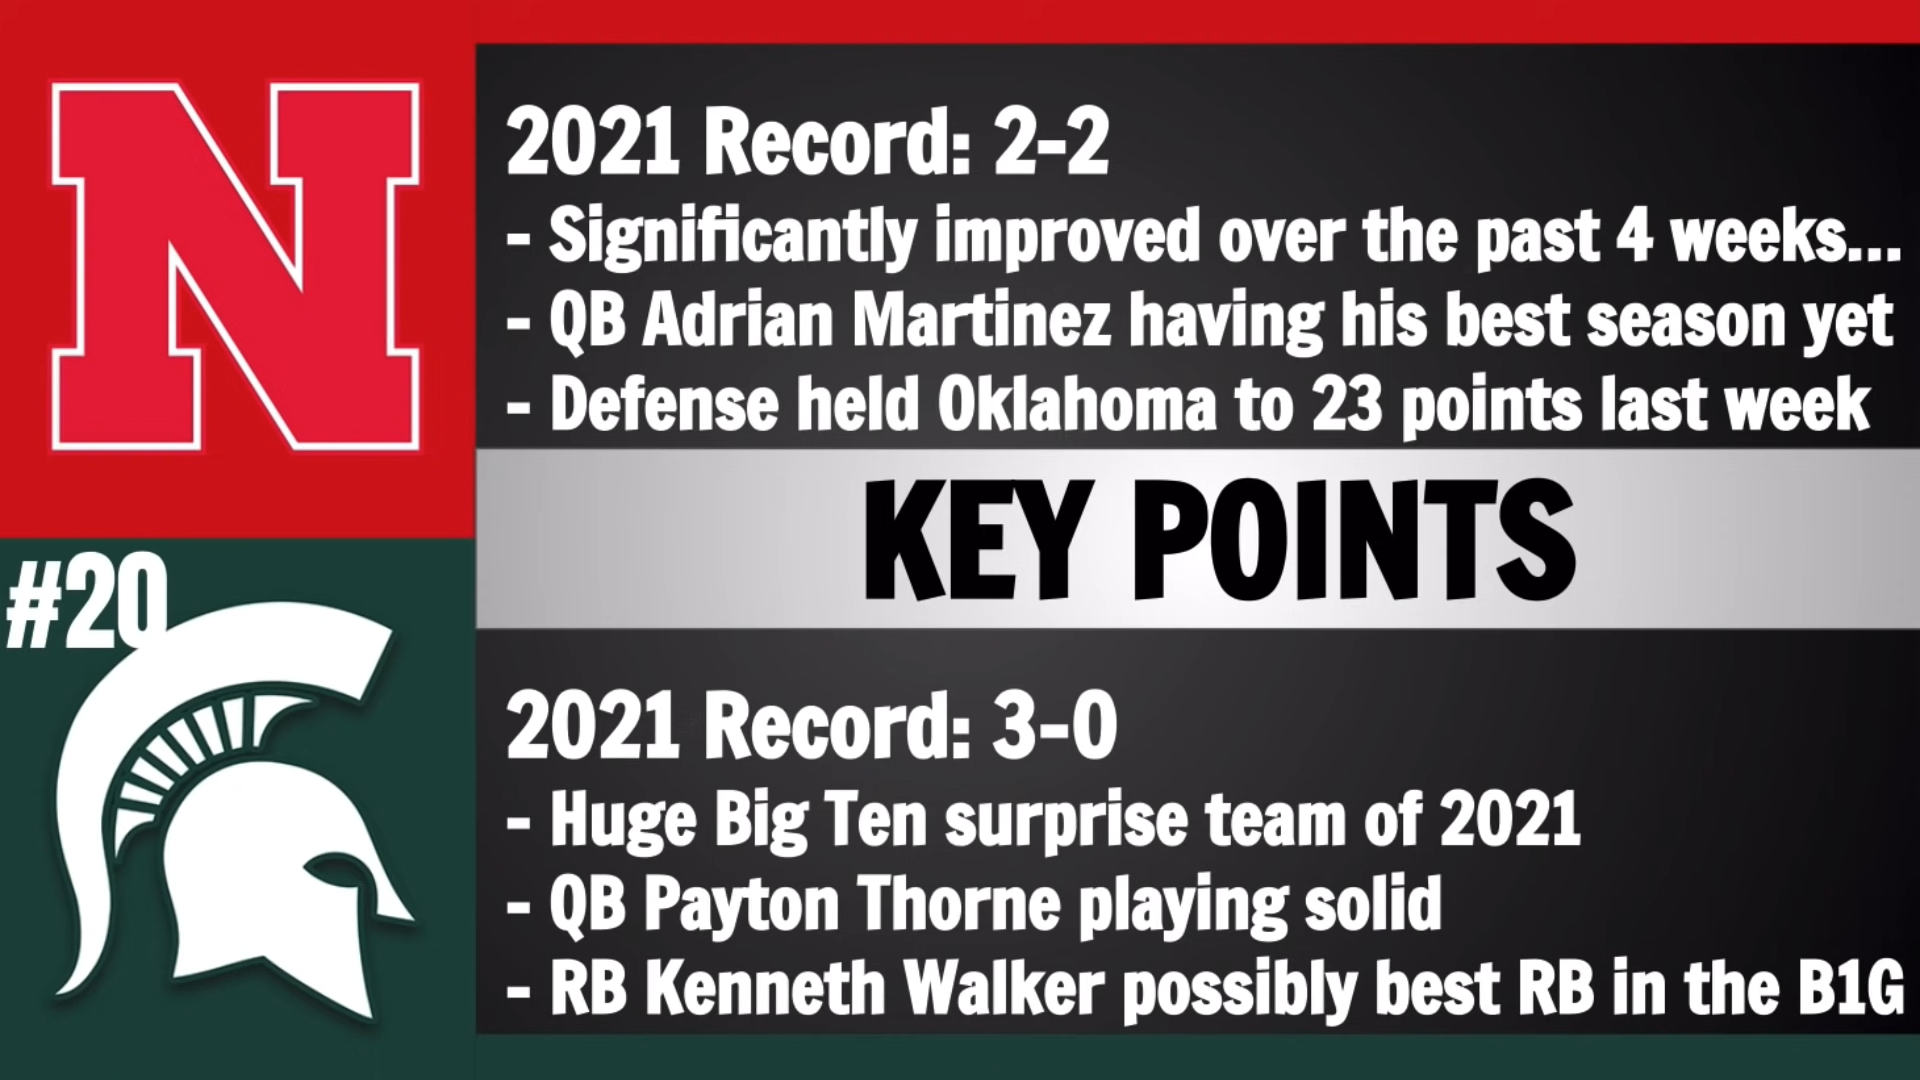 N
2021 Record: 2-2
- Significantly improved over the past 4 weeks...
- QB Adrian Martinez having his best season yet
- Defense held Oklahoma to 23 points last week
KEY POINTS
#20
2021 Record: 3-0
- Huge Big Ten surprise team of 2021
- QB Payton Thorne playing solid
- RB Kenneth Walker possibly best RB in the B1G